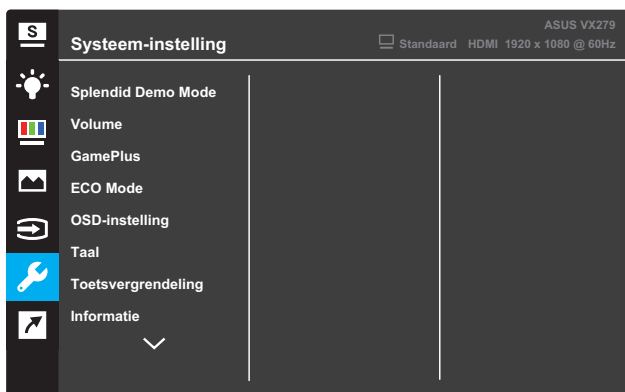 S
ASUS VX279
Systeem-instelling
Standaard HDMI 1920 x 1080 @ 60Hz
Splendid Demo Mode
Volume
GamePlus
ECO Mode
OSD-instelling
Taal
Toetsvergrendeling
Informatie